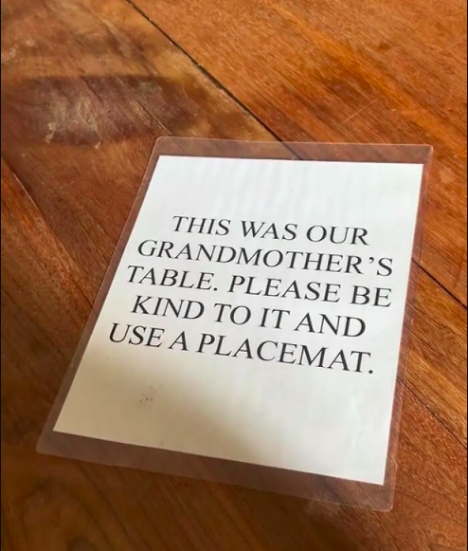 THIS WAS OUR
GRANDMOTHER’S
TABLE. PLEASE BE
KIND TO IT AND
USE A PLACEMAT.